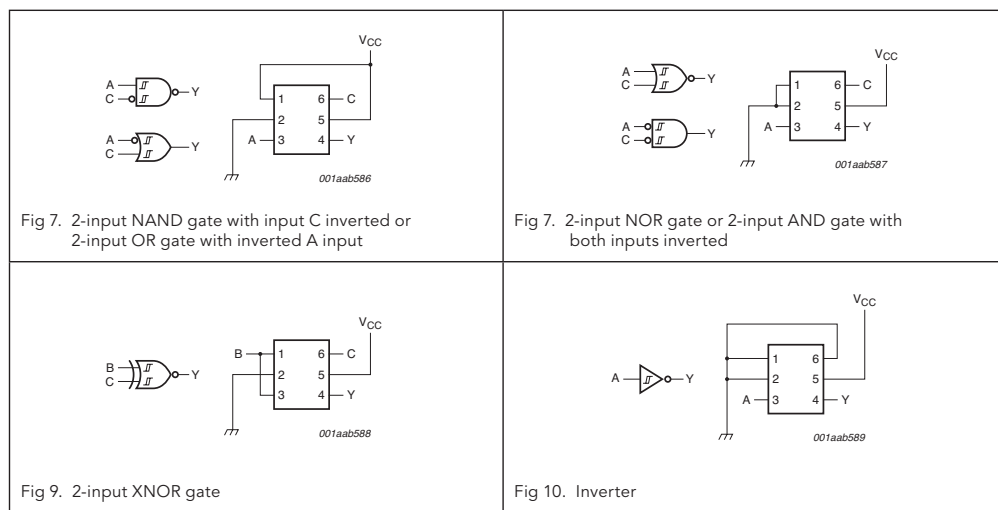 VCC
A
C
Y
A
C
Y
1
2
A 3
6 C
5
4 Y
001aab586
Fig 7. 2-input NAND gate with input C inverted or
2-input OR gate with inverted A input
VCC
A
C
Y
A
C
Y
1
2
A 3
6 C
5
4 Y
001aab587
Fig 7. 2-input NOR gate or 2-input AND gate with
both inputs inverted
VCC
B
C
Y
B 1
2
3
6 C
5
4 Y
001aab588
Fig 9. 2-input XNOR gate
VCC
A Y
1
2
A 3
6
5
4 Y
001aab589
Fig 10. Inverter